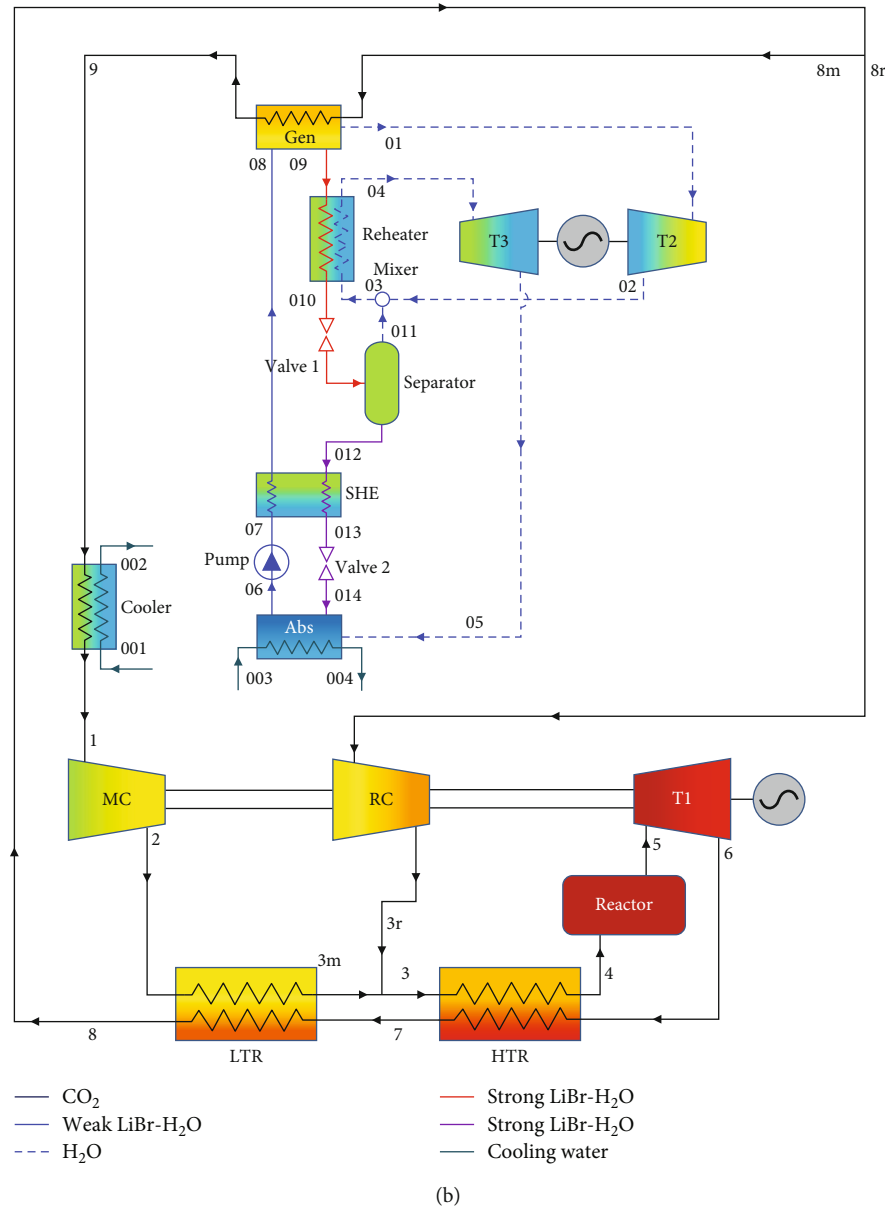 9
8m
8r
Gen
01
08
09
04
Reheater
T3
T2
Mixer
03
02
010
011
Valve 1
Separator
012
SHE
07
013
Pump
Valve 2
002
06
014
Cooler
Abs
05
001
003
004
1
MC
RC
T1
2
5
6
Reactor
3r
3m
3
4
8
7
LTR
HTR
CO2
Weak LiBr-H2O
H2O
Strong LiBr-H2O
Strong LiBr-H2O
Cooling water
(b)